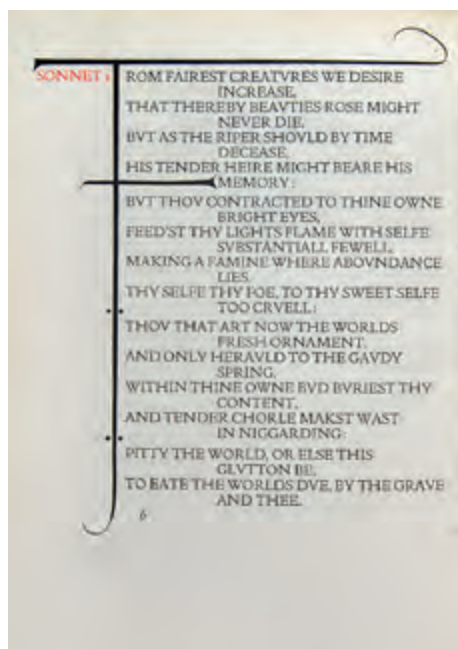 SONNET 1
FROM FAIREST CREATVRES WE DESIRE
INCREASE,
THAT THEREBY BEAVTIES ROSE MIGHT
NEVER DIE,
BVT AS THE RIPER SHOVLD BY TIME
DECEASE,
HIS TENDER HEIRE MIGHT BEARE HIS
MEMORY:
BVT THOV CONTRACTED TO THINE OWNE
BRIGHT EYES,
FEED'ST THY LIGHTS FLAME WITH SELFE
SVBSTANTIALL FEWELL,
MAKING A FAMINE WHERE ABOVNDANCE
LIES,
THY SELFE THY FOE, TO THY SWEET SELFE
TOO CRVELL:
THOV THAT ART NOW THE WORLDS
FRESH ORNAMENT,
AND ONLY HERAVLD TO THE GAVDY
SPRING,
WITHIN THINE OWNE BVD BVRIEST THY
CONTENT,
AND TENDER CHORLE MAKST WAST
IN NIGGARDING:
PITTY THE WORLD, OR ELSE THIS
GLVTTON BE,
TO EATE THE WORLDS DVE, BY THE GRAVE
AND THEE.
6